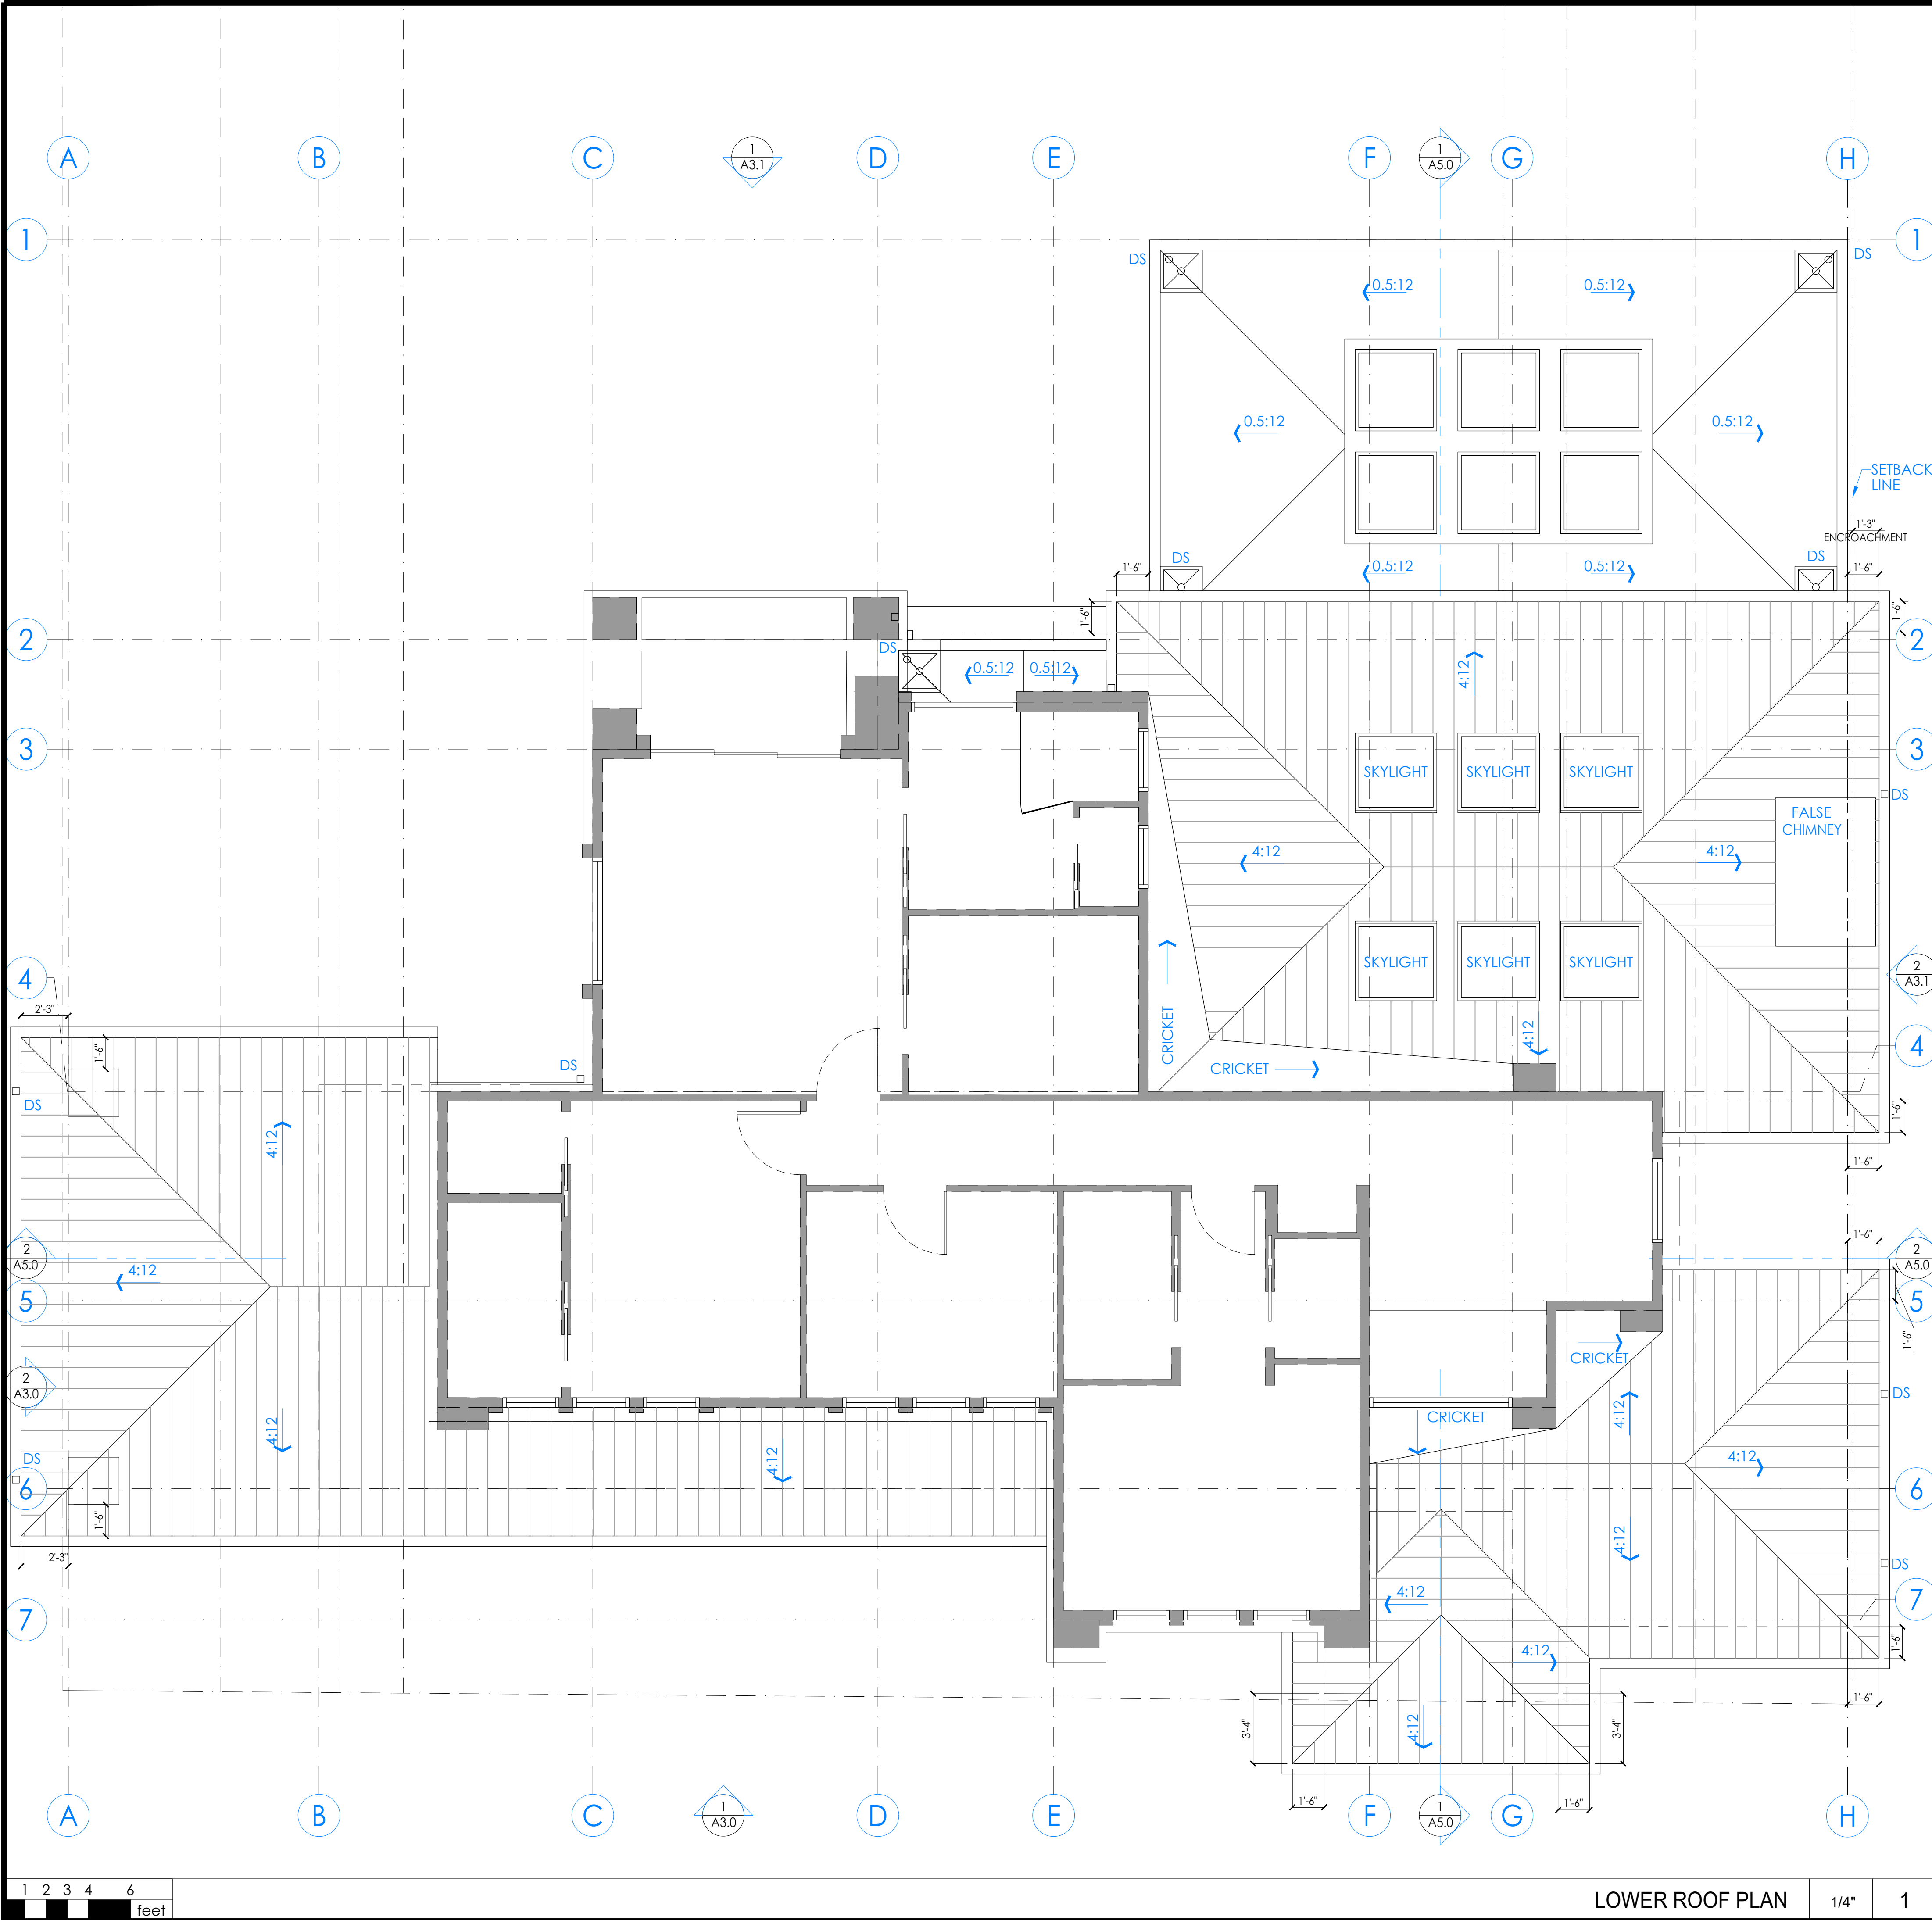 A B C D E F G H
1
A3.1
1
A5.0
1 1
DS DS
0.5:12 0.5:12
0.5:12 0.5:12
SETBACK
LINE
1'-3"
ENCROACHMENT
DS DS
0.5:12 0.5:12
1'-6" 1'-6"
1'-6" 1'-6"
2 2
DS
0.5:12 0.5:12
4:12
3 3
SKYLIGHT SKYLIGHT SKYLIGHT
DS
FALSE
CHIMNEY
4:12 4:12
SKYLIGHT SKYLIGHT SKYLIGHT
2
A3.1
4
2'-3"
1'-6"
CRICKET
4:12
4
CRICKET
DS
DS
1'-6"
4:12
1'-6"
1'-6"
2
A5.0
4:12
2
A5.0
5 5
1'-6"
CRICKET
2
A3.0
DS
CRICKET
4:12
4:12
4:12
4:12
DS
6 6
1'-6"
4:12
2'-3"
DS
4:12
7 7
1'-6"
4:12
1'-6"
3'-4"
4:12
3'-4"
1'-6" 1'-6"
A B C D E F G H
1
A3.0
1
A5.0
1 2 3 4 6
feet
LOWER ROOF PLAN 1/4" 1